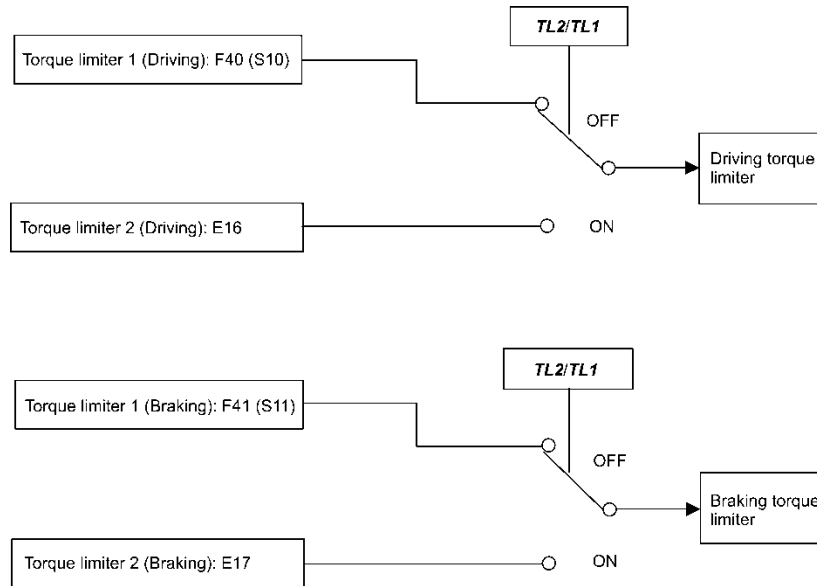 TL2/TL1
Torque limiter 1 (Driving): F40 (S10)
OFF
Driving torque
limiter
Torque limiter 2 (Driving): E16
ON
TL2/TL1
Torque limiter 1 (Braking): F41 (S11)
OFF
Braking torque
limiter
Torque limiter 2 (Braking): E17
ON